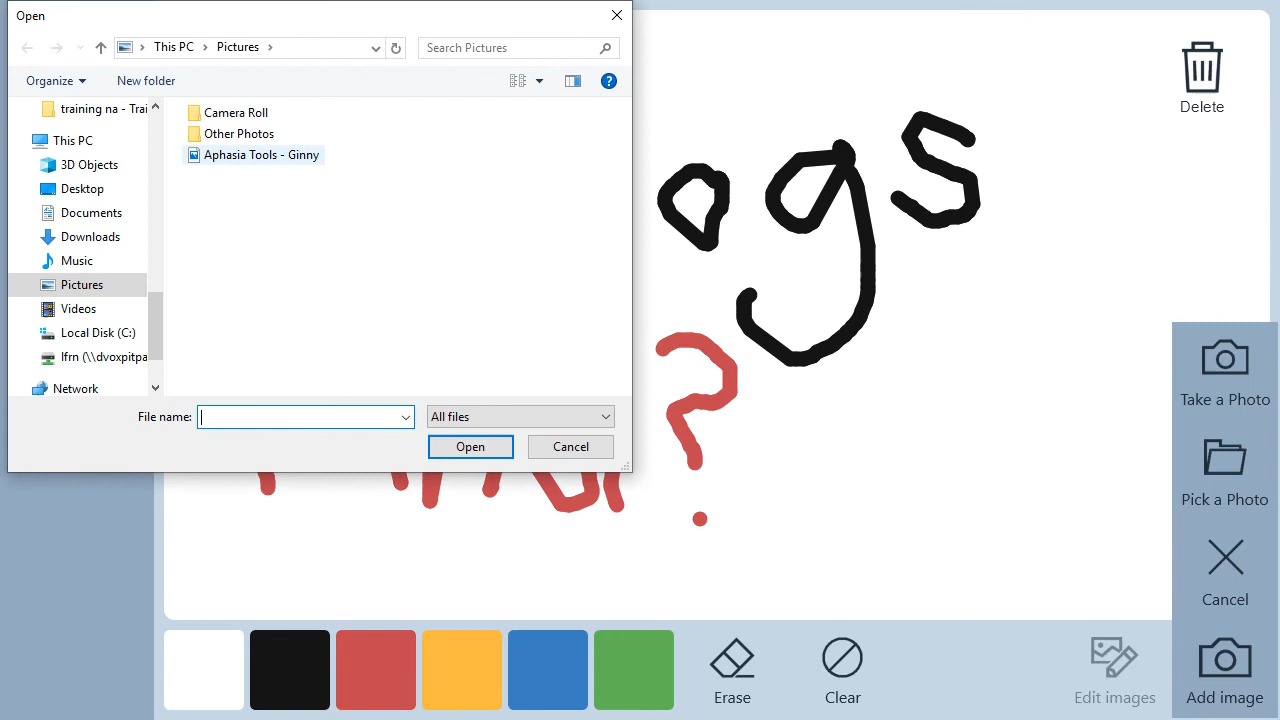 Open
This PC
Pictures
Search Pictures
Organize
New folder
?
training na - Trai
This PC
3D Objects
Desktop
Documents
Downloads
Music
Pictures
Videos
Local Disk (C:)
lfrn (\\dvoxpitpa
Network
Camera Roll
Other Photos
Aphasia Tools - Ginny
File name:
All files
Open
Cancel
ogs
?
Delete
Take a Photo
Pick a Photo
Cancel
Erase
Clear
Edit images
Add image